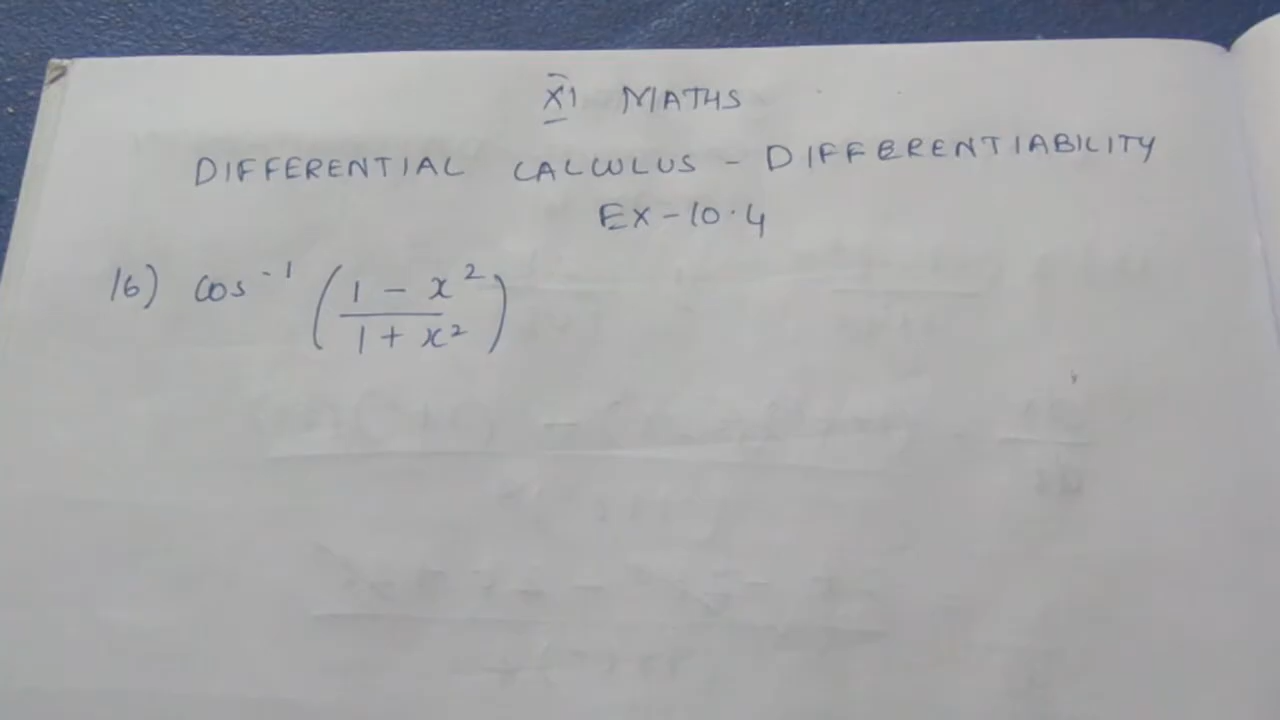 XI MATHS
DIFFERENTIAL CALCULUS - DIFFERENTIABILITY
EX-10.4
16) cos⁻¹ ((1 - x²)/(1 + x²))